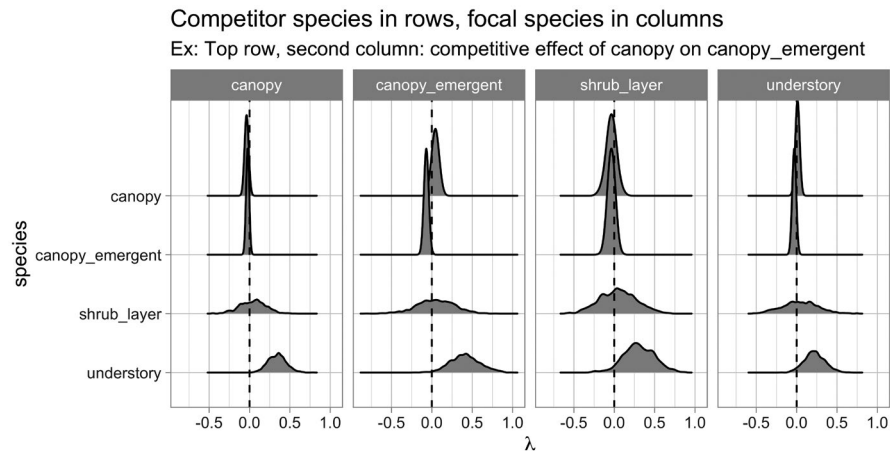 Competitor species in rows, focal species in columns
Ex: Top row, second column: competitive effect of canopy on canopy_emergent
canopy canopy_emergent shrub_layer understory
species
canopy
canopy_emergent
shrub_layer
understory
-0.5 0.0 0.5 1.0 -0.5 0.0 0.5 1.0 -0.5 0.0 0.5 1.0 -0.5 0.0 0.5 1.0
λ